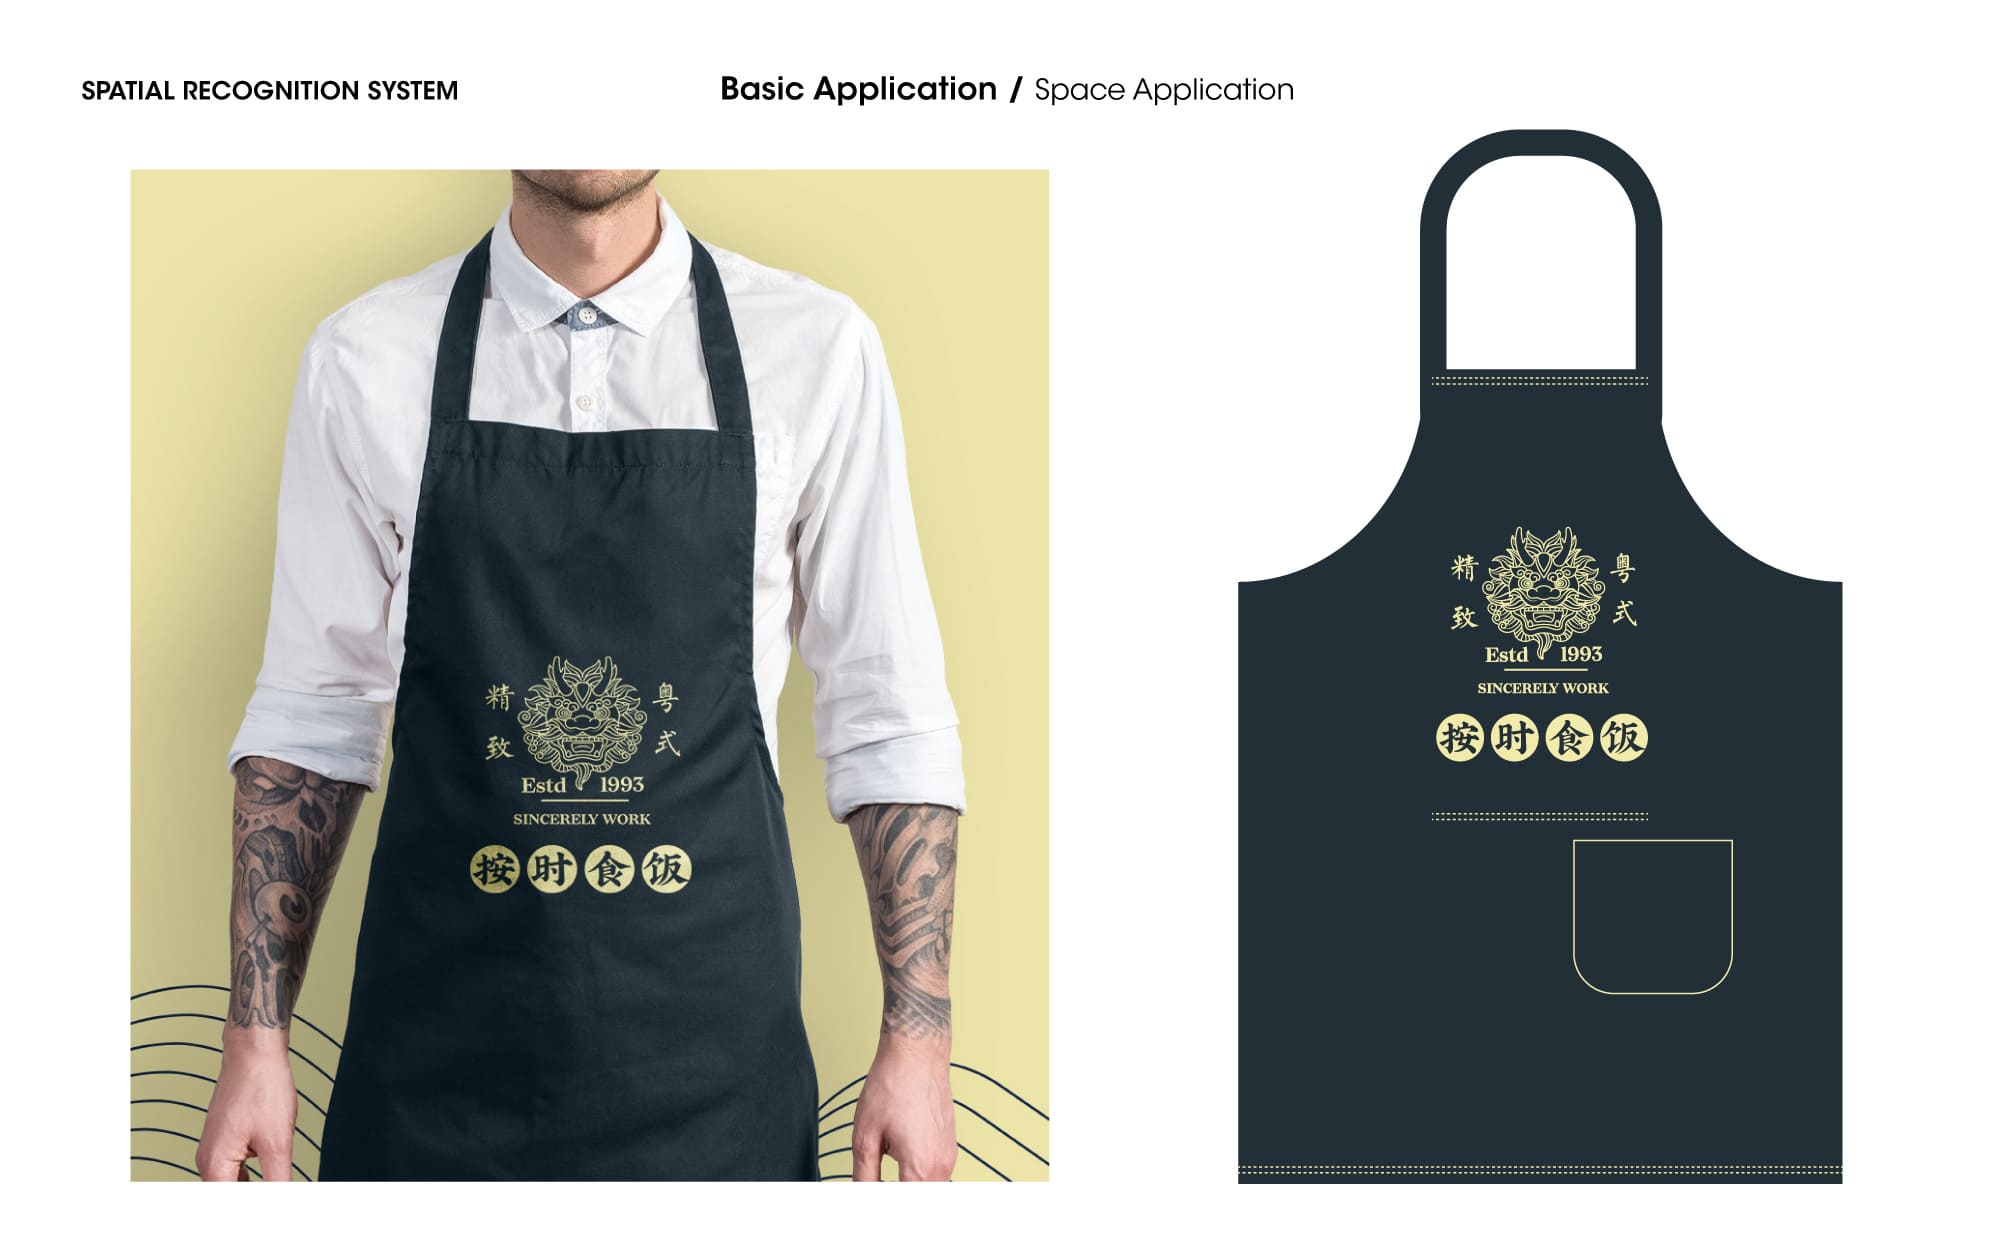 SPATIAL RECOGNITION SYSTEM
Basic Application / Space Application
精致
粤式
Estd 1993
SINCERELY WORK
按时食饭
精致
粤式
Estd 1993
SINCERELY WORK
按时食饭